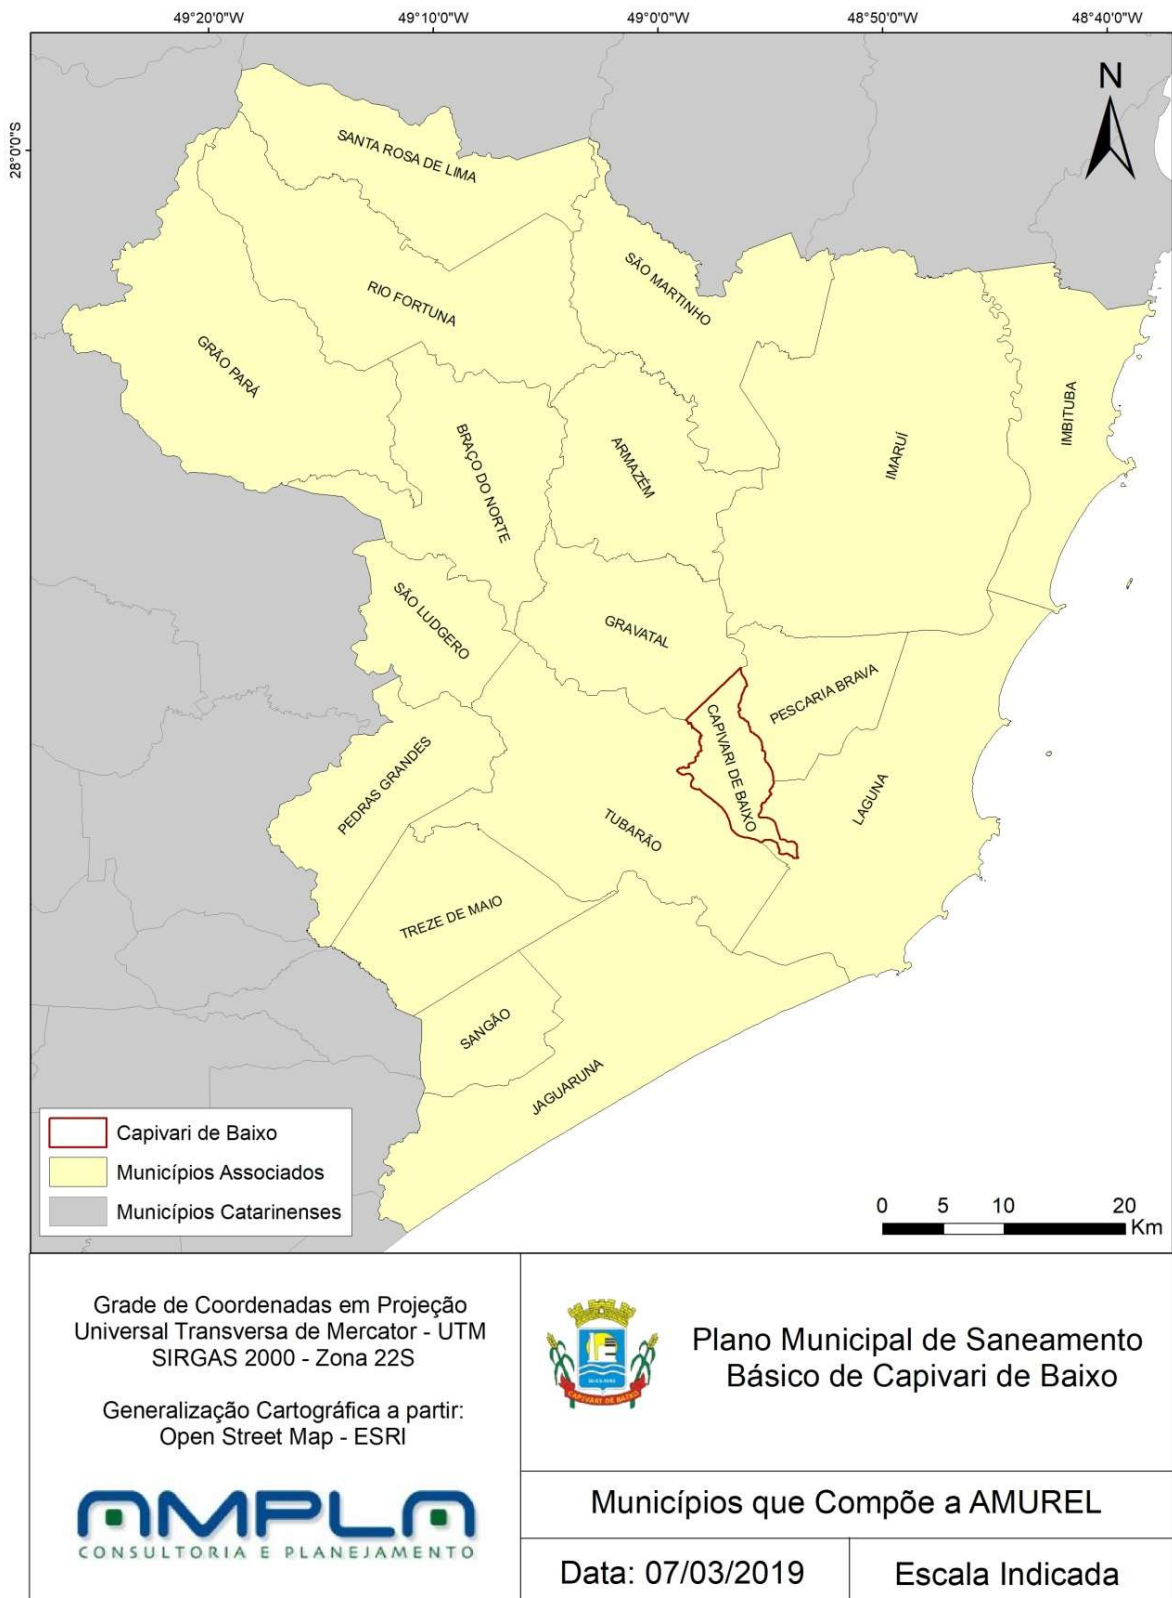 49°20'0"W
49°10'0"W
49°0'0"W
48°50'0"W
48°40'0"W
28°0'0"S
N
SANTA ROSA DE LIMA
SÃO MARTINHO
RIO FORTUNA
GRÃO PARÁ
IMBITUBA
BRAÇO DO NORTE
ARMAZÉM
IMARUÍ
SÃO LUDGERO
GRAVATAL
PESCARIA BRAVA
CAPIVARI DE BAIXO
PEDRAS GRANDES
LAGUNA
TUBARÃO
TREZE DE MAIO
SANGÃO
JAGUARUNA
Capivari de Baixo
Municípios Associados
Municípios Catarinenses
0 5 10 20
Km
Grade de Coordenadas em Projeção
Universal Transversa de Mercator - UTM
SIRGAS 2000 - Zona 22S
Generalização Cartográfica a partir:
Open Street Map - ESRI
AMPLA
CONSULTORIA E PLANEJAMENTO
CAPIVARI DE BAIXO
Plano Municipal de Saneamento
Básico de Capivari de Baixo
Municípios que Compõe a AMUREL
Data: 07/03/2019
Escala Indicada